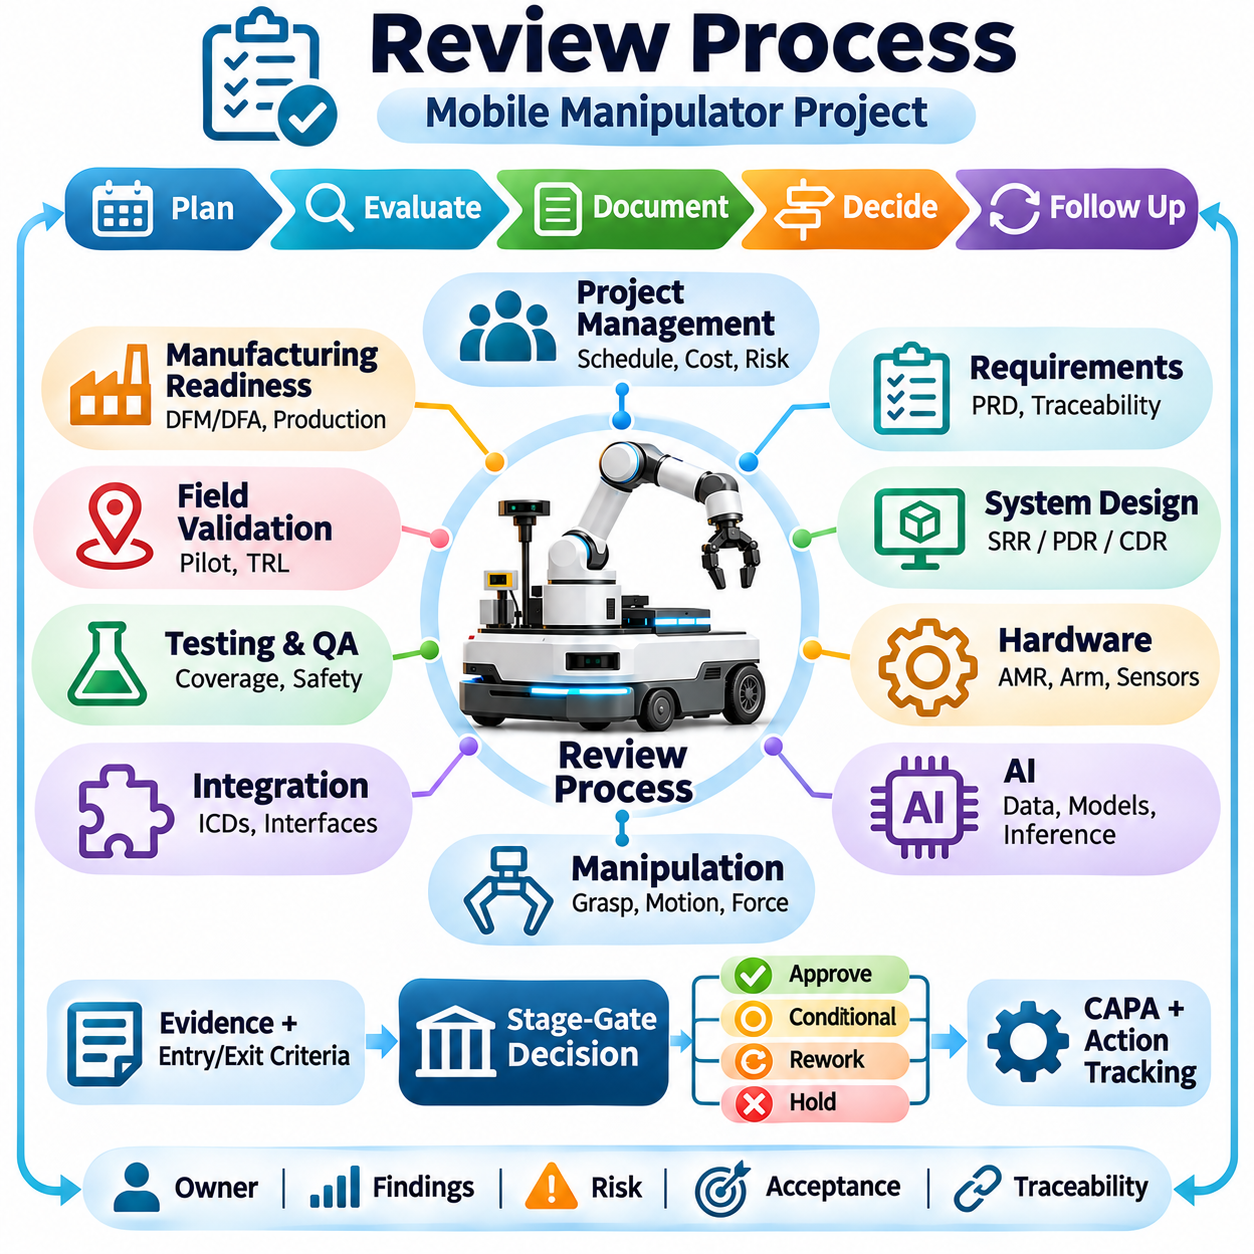 Review Process
Mobile Manipulator Project
Plan
Evaluate
Document
Decide
Follow Up
Project
Management
Schedule, Cost, Risk
Manufacturing
Readiness
DFM/DFA, Production
Requirements
PRD, Traceability
Field
Validation
Pilot, TRL
System Design
SRR / PDR / CDR
Testing & QA
Coverage, Safety
Hardware
AMR, Arm, Sensors
Review
Process
Integration
ICDs, Interfaces
AI
AI
Data, Models,
Inference
Manipulation
Grasp, Motion, Force
Evidence +
Entry/Exit Criteria
Stage-Gate
Decision
Approve
Conditional
Rework
Hold
CAPA +
Action
Tracking
Owner
Findings
Risk
Acceptance
Traceability